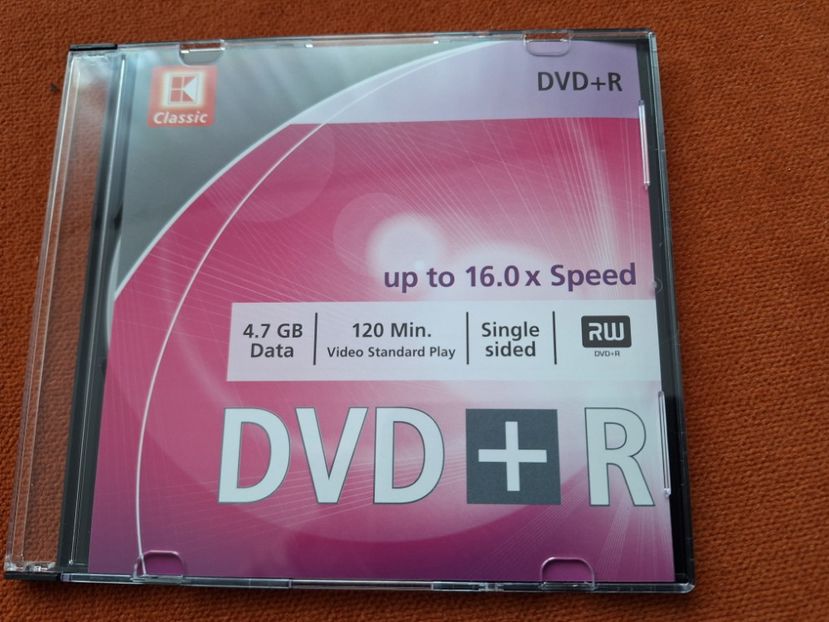 K
Classic
DVD+R
up to 16.0 x Speed
4.7 GB
Data
120 Min.
Video Standard Play
Single
sided
RW
DVD+R
DVD+R